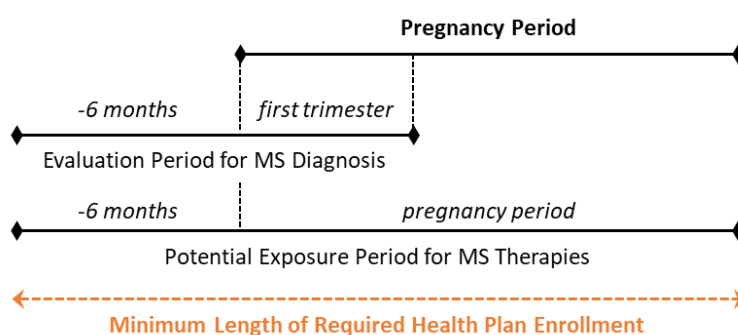 Pregnancy Period
-6 months first trimester
Evaluation Period for MS Diagnosis
-6 months pregnancy period
Potential Exposure Period for MS Therapies
Minimum Length of Required Health Plan Enrollment